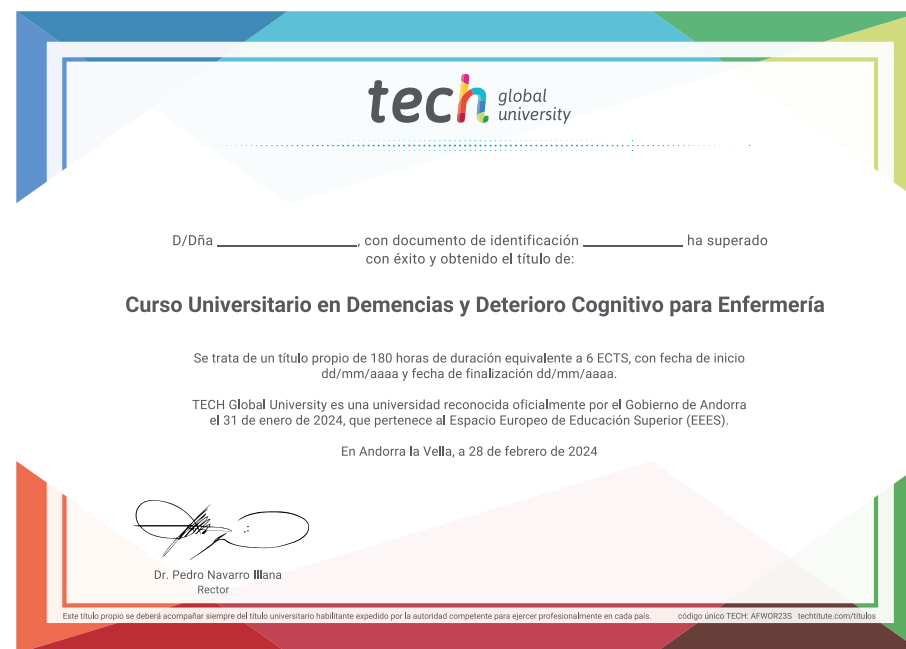 tech global university
D/Dña ____________________, con documento de identificación ______________ ha superado
con éxito y obtenido el título de:
Curso Universitario en Demencias y Deterioro Cognitivo para Enfermería
Se trata de un título propio de 180 horas de duración equivalente a 6 ECTS, con fecha de inicio
dd/mm/aaaa y fecha de finalización dd/mm/aaaa.
TECH Global University es una universidad reconocida oficialmente por el Gobierno de Andorra
el 31 de enero de 2024, que pertenece al Espacio Europeo de Educación Superior (EEES).
En Andorra la Vella, a 28 de febrero de 2024
Dr. Pedro Navarro Illana
Rector
Este título propio se deberá acompañar siempre del título universitario habilitante expedido por la autoridad competente para ejercer profesionalmente en cada país. código único TECH: AFWOR23S techtitute.com/titulos